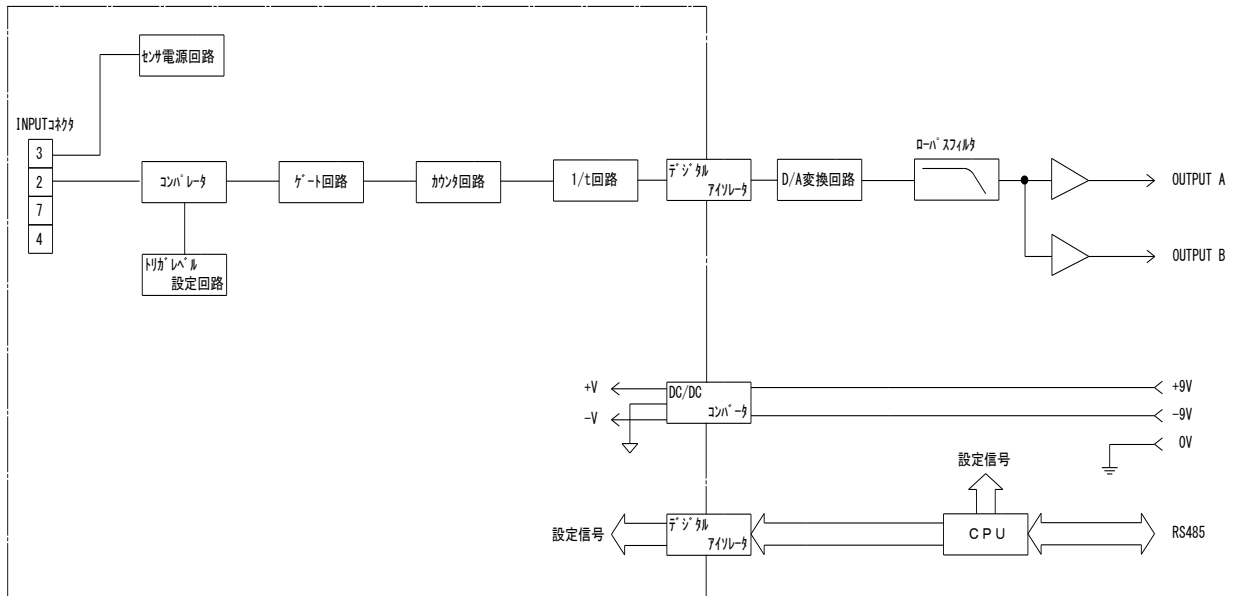 ｾﾝｻ電源回路
INPUTｺﾈｸﾀ
3
2
7
4
ｺﾝﾊﾟﾚｰﾀ
ｹﾞｰﾄ回路
ｶｳﾝﾀ回路
1/t回路
ﾃﾞｼﾞﾀﾙ
ｱｲｿﾚｰﾀ
D/A変換回路
ﾛｰﾊﾟｽﾌｨﾙﾀ
OUTPUT A
OUTPUT B
ﾄﾘｶﾞﾚﾍﾞﾙ
設定回路
+V
-V
DC/DC
ｺﾝﾊﾞｰﾀ
+9V
-9V
0V
設定信号
設定信号
ﾃﾞｼﾞﾀﾙ
ｱｲｿﾚｰﾀ
ＣＰＵ
RS485